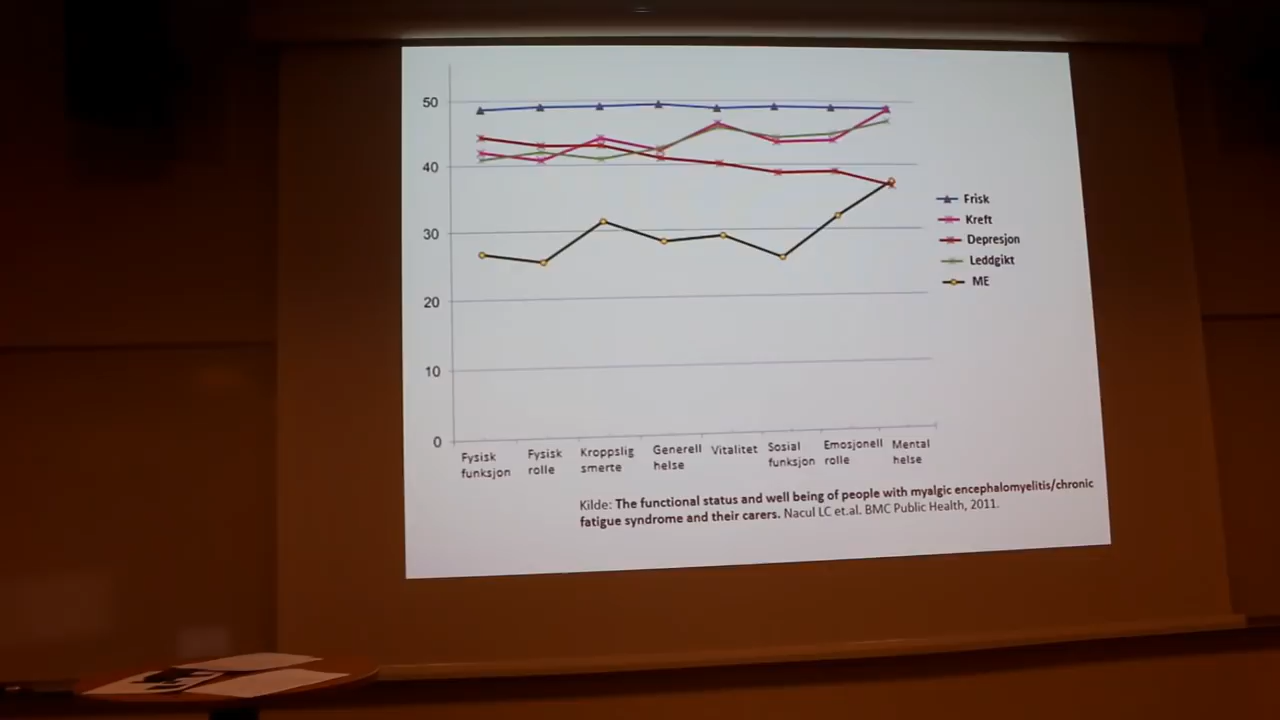 50
40
30
20
10
0
Frisk
Kreft
Depresjon
Leddgikt
ME
Fysisk funksjon
Fysisk rolle
Kroppslig smerte
Generell helse
Vitalitet
Sosial funksjon
Emosjonell rolle
Mental helse
Kilde: The functional status and well being of people with myalgic encephalomyelitis/chronic
fatigue syndrome and their carers. Nacul LC et.al. BMC Public Health, 2011.